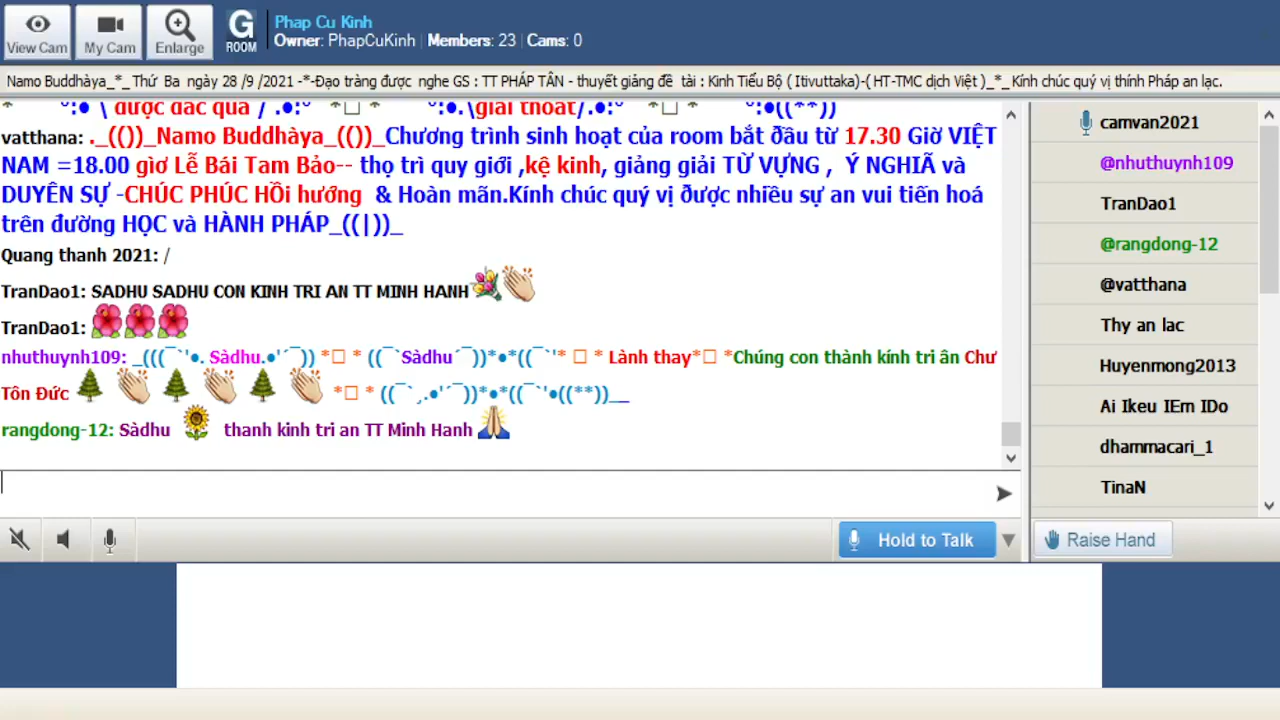 View Cam
My Cam
Enlarge
G
ROOM
Phap Cu Kinh
Owner: PhapCuKinh | Members: 23 | Cams: 0
Namo Buddhàya_*_ Thứ Ba ngày 28 /9 /2021 -*-Đạo tràng được nghe GS : TT PHÁP TÂN - thuyết giảng đề tài : Kinh Tiểu Bộ ( Itivuttaka)-( HT-TMC dịch Việt )_*_ Kính chúc quý vị thính Pháp an lạc.
* º:● \ được đắc quả / .●:º *□ * º:●.\giải thoát/.●:º *□ * º:●((**))
vatthana: ._(())_Namo Buddhàya_(())_Chương trình sinh hoạt của room bắt đầu từ 17.30 Giờ VIỆT
NAM =18.00 giờ Lễ Bái Tam Bảo-- thọ trì quy giới ,kệ kinh, giảng giải TỪ VỰNG , Ý NGHIÃ và
DUYÊN SỰ -CHÚC PHÚC HỒi hướng & Hoàn mãn.Kính chúc quý vị được nhiều sự an vui tiến hoá
trên đường HỌC và HÀNH PHÁP_((|))_
Quang thanh 2021: /
TranDao1: SADHU SADHU CON KINH TRI AN TT MINH HANH
TranDao1:
nhuthuynh109: _(((¯`'●. Sàdhu.●'´¯)) *□ * ((¯`Sàdhu´¯))*●*((¯`'* □ * Lành thay*□ *Chúng con thành kính tri ân Chư
Tôn Đức *□ * ((¯`¸.●'´¯))*●*((¯`'●((**))__
rangdong-12: Sàdhu thanh kinh tri an TT Minh Hanh
Hold to Talk
camvan2021
@nhuthuynh109
TranDao1
@rangdong-12
@vatthana
Thy an lac
Huyenmong2013
Ai Ikeu IEm IDo
dhammacari_1
TinaN
Raise Hand